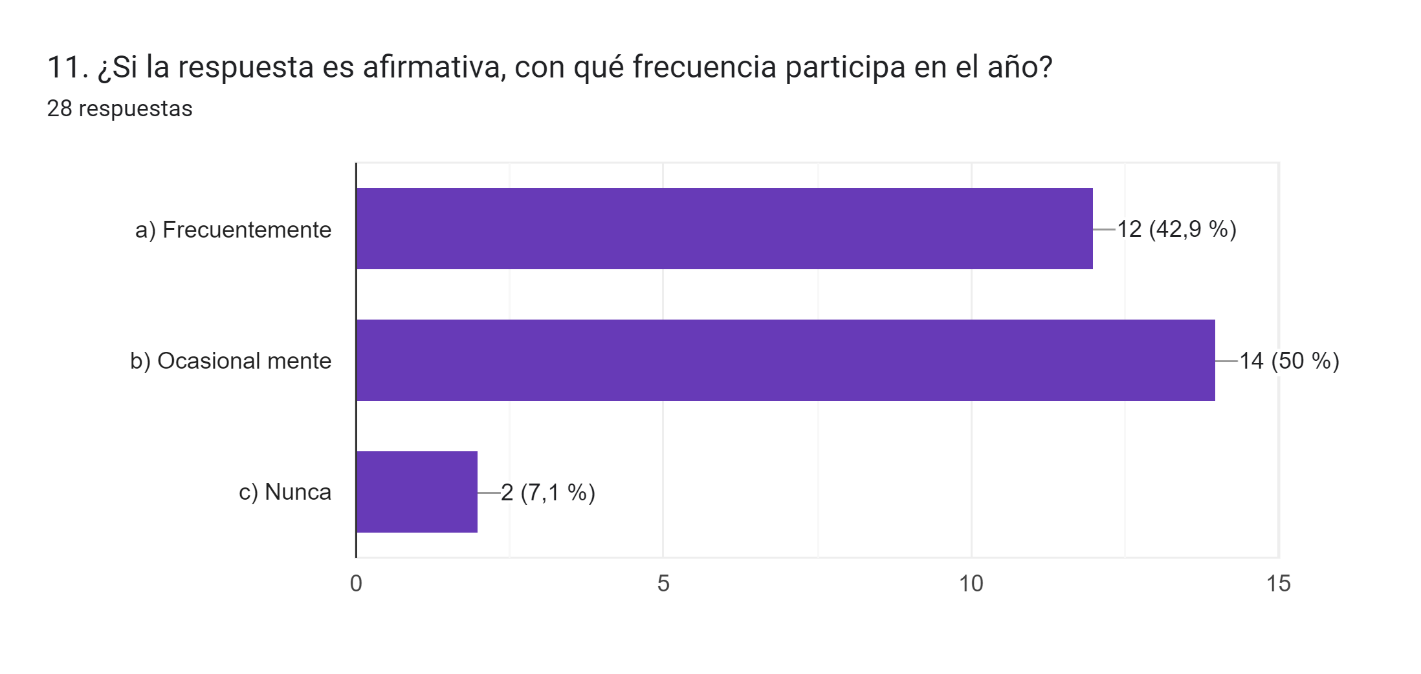 11. ¿Si la respuesta es afirmativa, con qué frecuencia participa en el año?
28 respuestas
a) Frecuentemente
12 (42,9 %)
b) Ocasional mente
14 (50 %)
c) Nunca
2 (7,1 %)
0 5 10 15